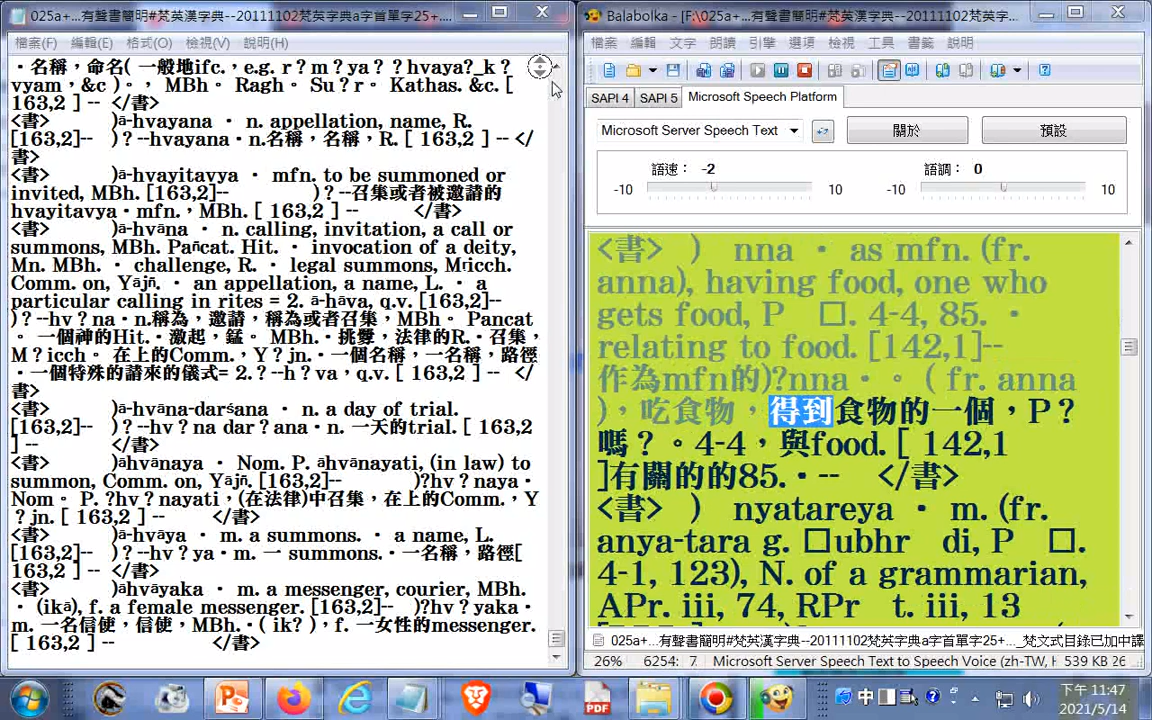 025a+...有聲書簡明#梵英漢字典--20111102梵英字典a字首單字25+...
檔案(F) 編輯(E) 格式(O) 檢視(V) 說明(H)
・名稱，命名( 一般地ifc.，e.g. r？m？ya？？hvaya?_k？
vyam，&c )。， MBh。 Ragh。 Su？r。 Kathas. &c. [
163,2] -- </書>
<書> )ā-hvayana ・ n. appellation, name, R.
[163,2]-- )？--hvayana・n.名稱，名稱，R. [ 163,2 ] -- </
書>
<書> )ā-hvayitavya ・ mfn. to be summoned or
invited, MBh. [163,2]-- )？--召集或者被邀請的
hvayitavya・mfn.，MBh. [ 163,2 ] -- </書>
<書> )ā-hvāna ・ n. calling, invitation, a call or
summons, MBh. Pañcat. Hit. ・ invocation of a deity,
Mn. MBh. ・ challenge, R. ・ legal summons, Mṛicch.
Comm. on, Yājñ. ・ an appellation, a name, L. ・ a
particular calling in rites = 2. ā-hāva, q.v. [163,2]--
)？--hv？na・n.稱為，邀請，稱為或者召集，MBh。 Pancat
。 一個神的Hit.・激起，錳。 MBh.・挑釁，法律的R.・召集，
M？icch。 在上的Comm.，Y？jn.・一個名稱，一名稱，路徑
・一個特殊的請來的儀式= 2.？--h？va，q.v. [ 163,2 ] -- </
書>
<書> )ā-hvāna-darśana ・ n. a day of trial.
[163,2]-- )？--hv？na dar？ana・n. 一天的trial. [ 163,2
] -- </書>
<書> )āhvānaya ・ Nom. P. āhvānayati, (in law) to
summon, Comm. on, Yājñ. [163,2]-- )?hv？naya・
Nom。 P. ?hv？nayati，(在法律)中召集，在上的Comm.，Y
？jn. [ 163,2 ] -- </書>
<書> )ā-hvāya ・ m. a summons. ・ a name, L.
[163,2]-- )？--hv？ya・m. 一 summons.・一名稱，路徑[
163,2 ] -- </書>
<書> )āhvāyaka ・ m. a messenger, courier, MBh.
・ (ikā), f. a female messenger. [163,2]-- )?hv？yaka・
m. 一名信使，信使，MBh.・( ik？)，f. 一女性的messenger.
[ 163,2 ] -- </書>
Balabolka - [F:\025a+...有聲書簡明#梵英漢字典--20111102梵英字...
檔案 編輯 文字 朗讀 引擎 選項 檢視 工具 書籤 說明
SAPI 4 SAPI 5 Microsoft Speech Platform
Microsoft Server Speech Text 關於 預設
語速： -2 語調： 0
-10 10 -10 10
<書> ) nna ・ as mfn. (fr.
anna), having food, one who
gets food, P □. 4-4, 85. ・
relating to food. [142,1]--
作為mfn的)?nna・。 ( fr. anna
)，吃食物，得到食物的一個，P？
嗎？。4-4，與food. [ 142,1
]有關的的85.・-- </書>
<書> ) nyatareya ・ m. (fr.
anya-tara g. □ubhr di, P □.
4-1, 123), N. of a grammarian,
APr. iii, 74, RPr t. iii, 13
025a+...有聲書簡明#梵英漢字典--20111102梵英字典a字首單字25+..._梵文式目錄已加中譯
26% 6254: 7 Microsoft Server Speech Text to Speech Voice (zh-TW, H 539 KB 26
PDF
中
下午 11:47
2021/5/14